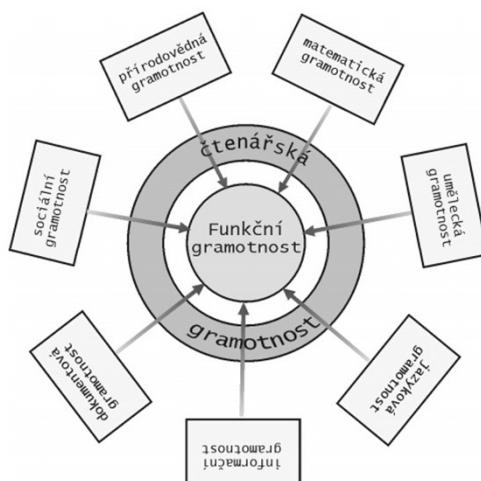 přírodovědná
gramotnost
matematická
gramotnost
čtenářská
sociální
gramotnost
Funkční
gramotnost
umělecká
gramotnost
gramotnost
dokumentová
gramotnost
jazyková
gramotnost
informační
gramotnost